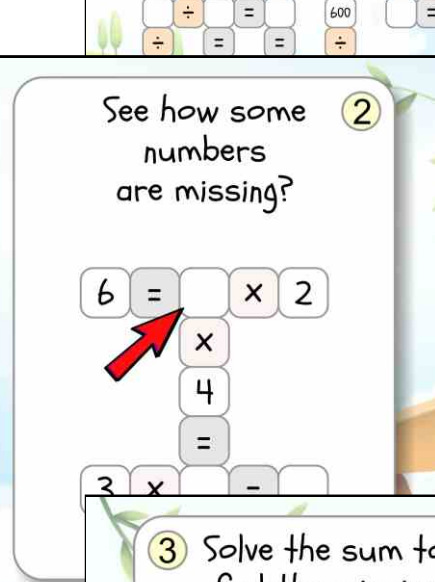 ÷ = 600 =
÷ = = ÷
See how some 2
numbers
are missing?
6 = x 2
x
4
=
3 x
3 Solve the sum to